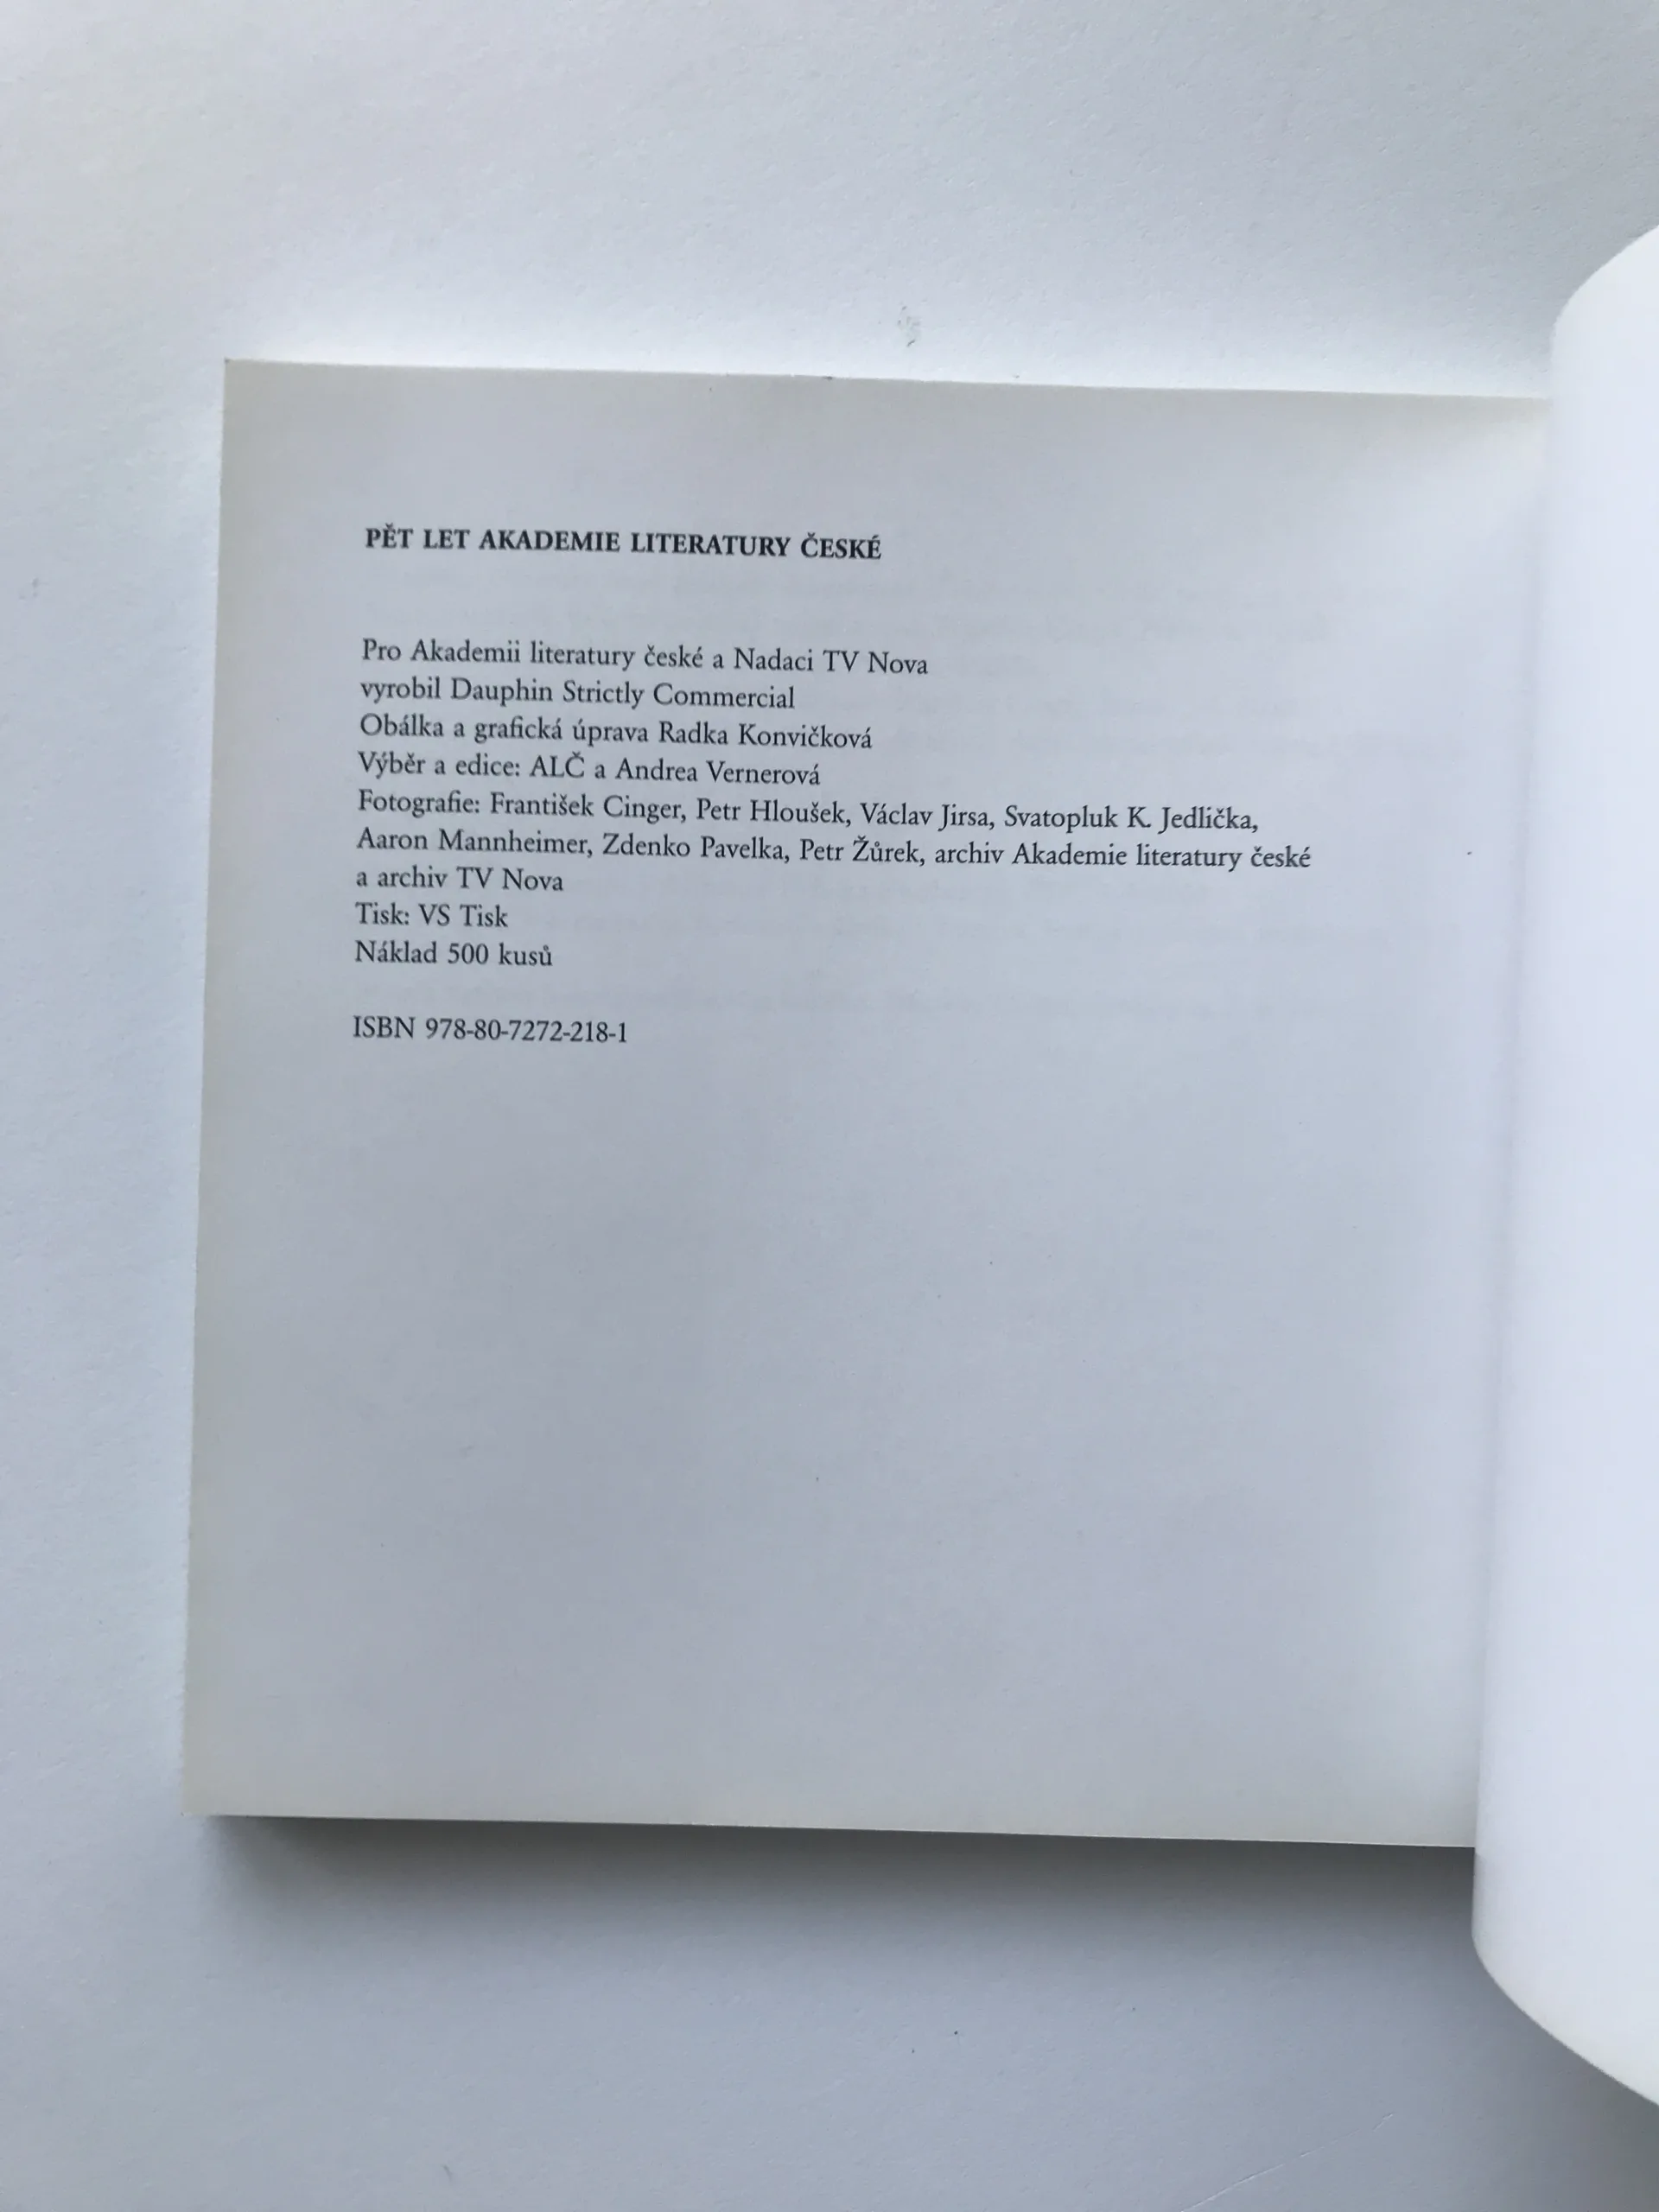 PĚT LET AKADEMIE LITERATURY ČESKÉ
Pro Akademii literatury české a Nadaci TV Nova
vyrobil Dauphin Strictly Commercial
Obálka a grafická úprava Radka Konvičková
Výběr a edice: ALČ a Andrea Vernerová
Fotografie: František Cinger, Petr Hloušek, Václav Jirsa, Svatopluk K. Jedlička,
Aaron Mannheimer, Zdenko Pavelka, Petr Žůrek, archiv Akademie literatury české
a archiv TV Nova
Tisk: VS Tisk
Náklad 500 kusů
ISBN 978-80-7272-218-1